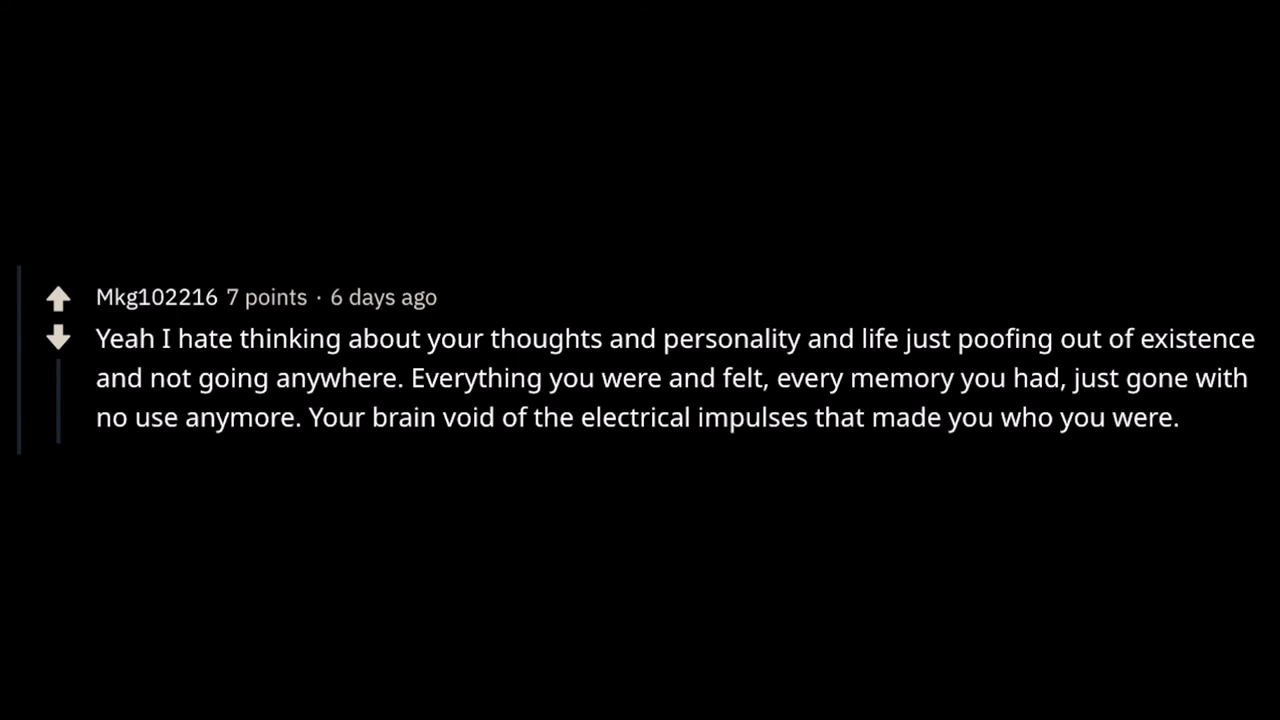 Mkg102216 7 points · 6 days ago
Yeah I hate thinking about your thoughts and personality and life just poofing out of existence
and not going anywhere. Everything you were and felt, every memory you had, just gone with
no use anymore. Your brain void of the electrical impulses that made you who you were.